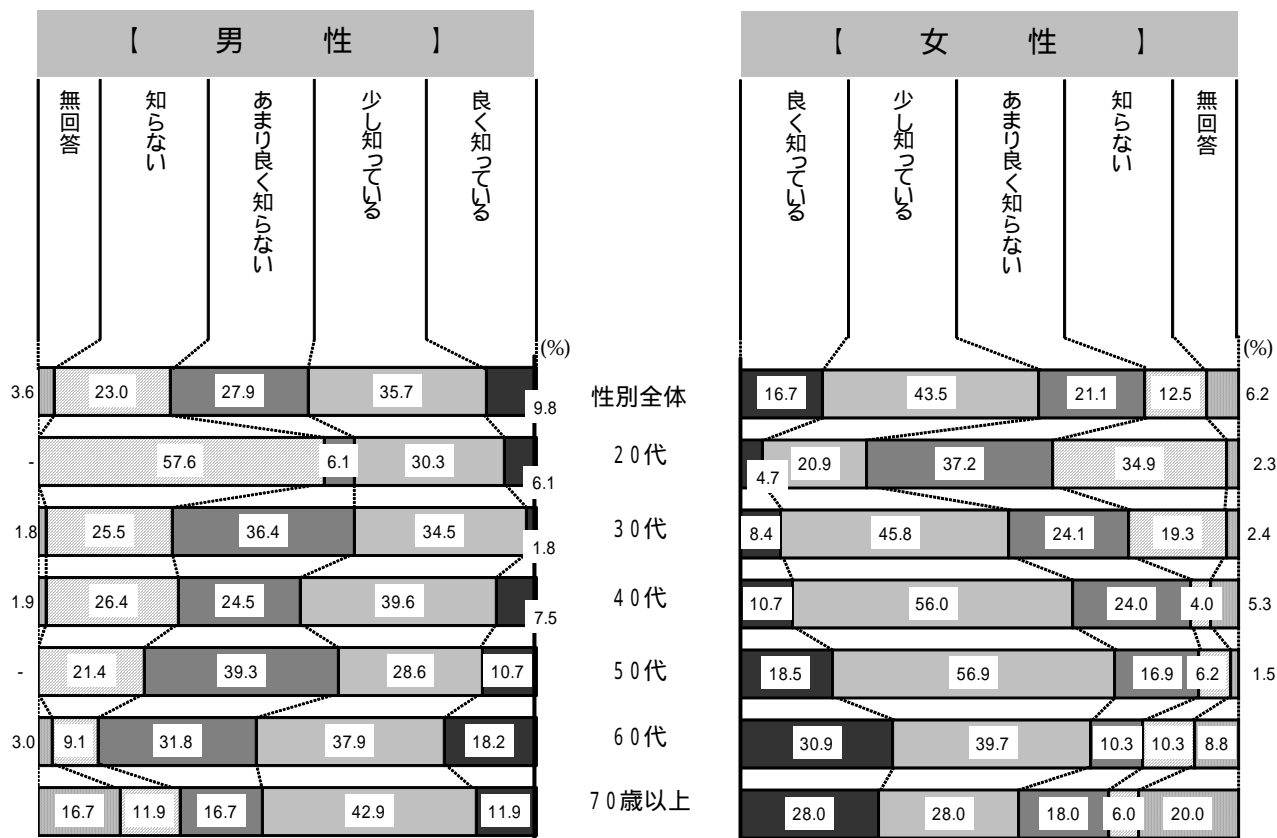 【 男 性 】
【 女 性 】
無回答
知らない
あまり良く知らない
少し知っている
良く知っている
良く知っている
少し知っている
あまり良く知らない
知らない
無回答
(%)
(%)
3.6 23.0 27.9 35.7 9.8 性別全体 16.7 43.5 21.1 12.5 6.2
- 57.6 6.1 30.3 6.1 20代 4.7 20.9 37.2 34.9 2.3
1.8 25.5 36.4 34.5 1.8 30代 8.4 45.8 24.1 19.3 2.4
1.9 26.4 24.5 39.6 7.5 40代 10.7 56.0 24.0 4.0 5.3
- 21.4 39.3 28.6 10.7 50代 18.5 56.9 16.9 6.2 1.5
3.0 9.1 31.8 37.9 18.2 60代 30.9 39.7 10.3 10.3 8.8
16.7 11.9 16.7 42.9 11.9 70歳以上 28.0 28.0 18.0 6.0 20.0